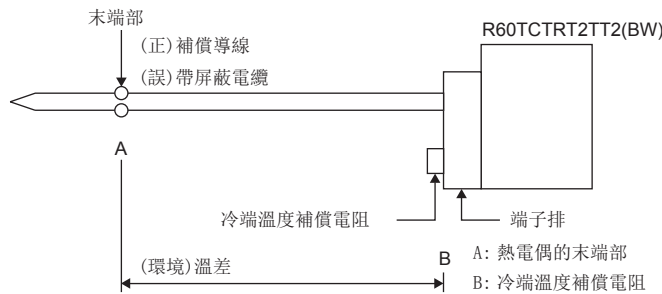 末端部
R60TCTRT2TT2(BW)
(正)補償導線
(誤)帶屏蔽電纜
A
冷端溫度補償電阻
端子排
B
A: 熱電偶的末端部
(環境)溫差
B: 冷端溫度補償電阻